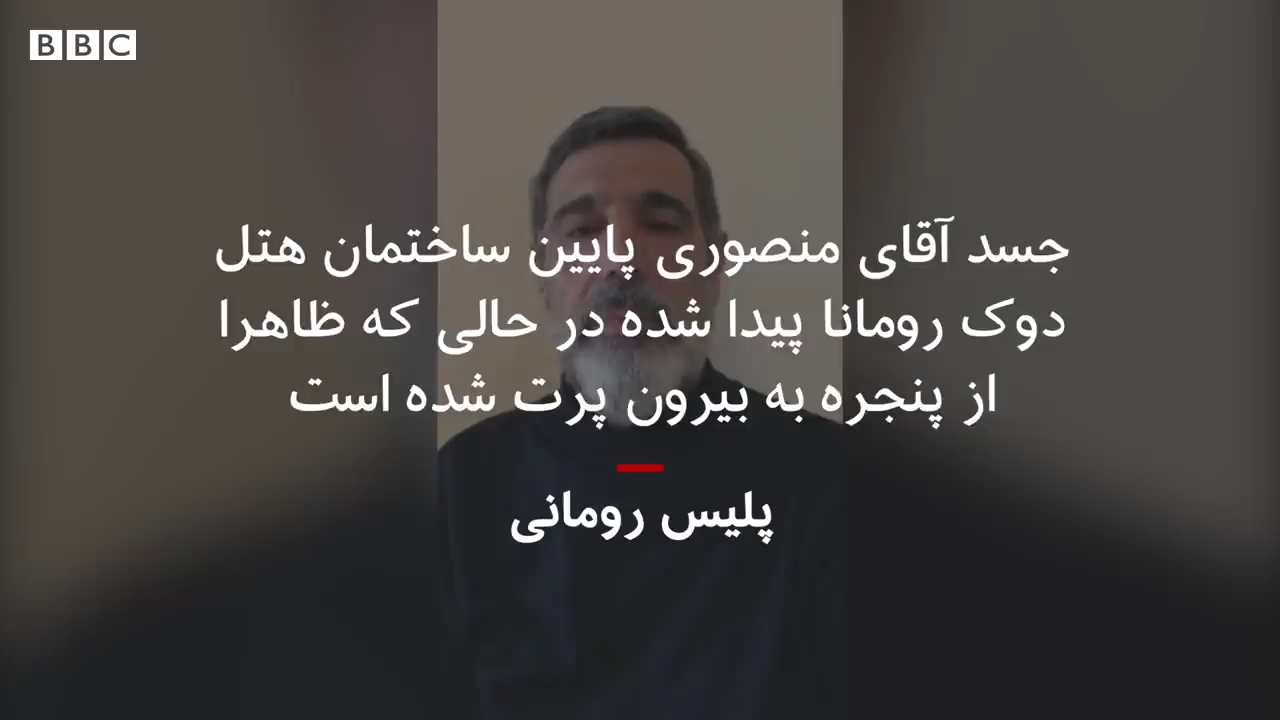 BBC
جسد آقای منصوری پایین ساختمان هتل
دوک رومانا پیدا شده در حالی که ظاهرا
از پنجره به بیرون پرت شده است
پلیس رومانی